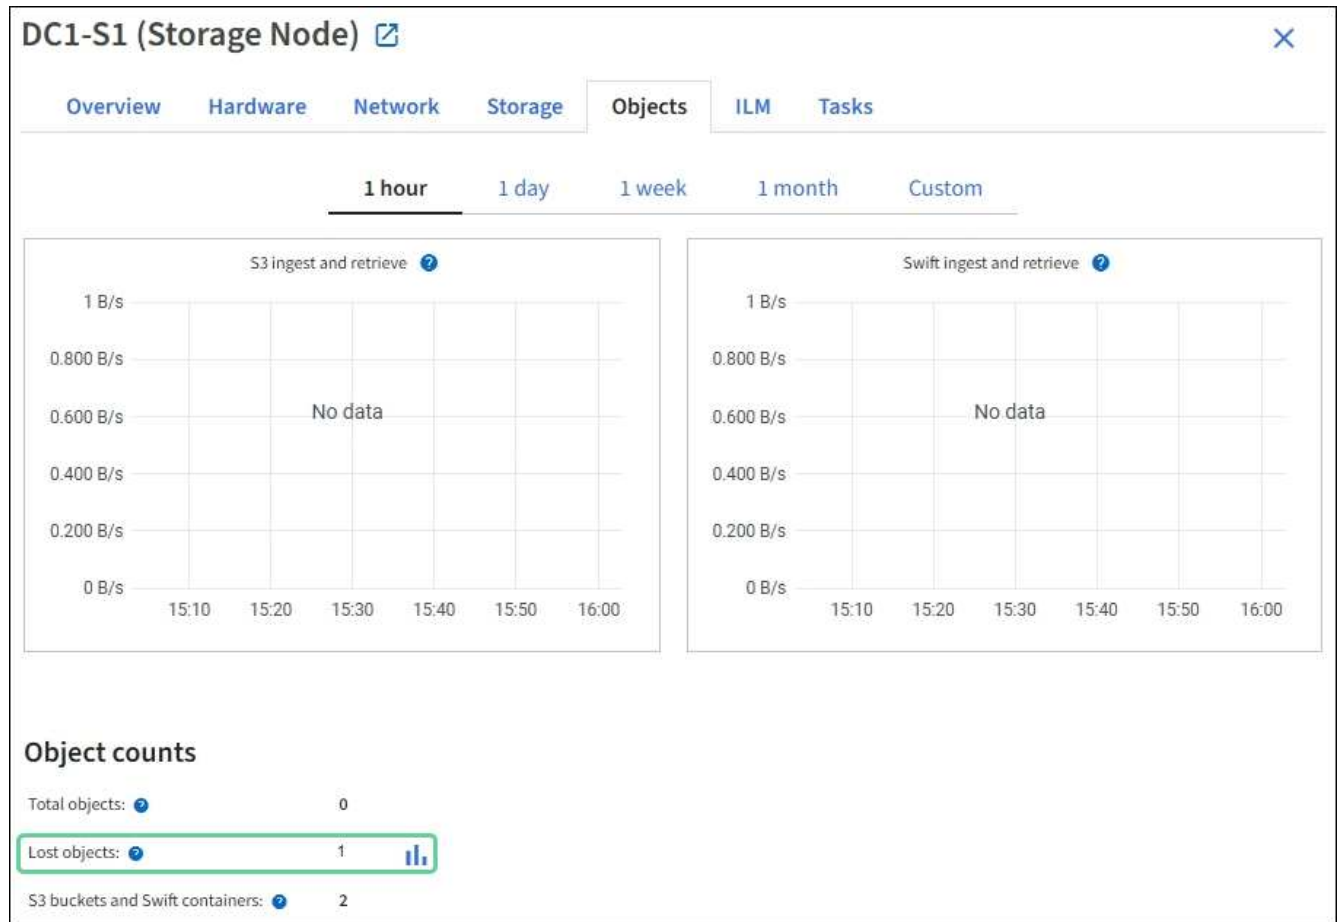 DC1-S1 (Storage Node)
Overview Hardware Network Storage Objects ILM Tasks
1 hour 1 day 1 week 1 month Custom
S3 ingest and retrieve
1 B/s
0.800 B/s
0.600 B/s
0.400 B/s
0.200 B/s
0 B/s
No data
15:10 15:20 15:30 15:40 15:50 16:00
Swift ingest and retrieve
1 B/s
0.800 B/s
0.600 B/s
0.400 B/s
0.200 B/s
0 B/s
No data
15:10 15:20 15:30 15:40 15:50 16:00
Object counts
Total objects: 0
Lost objects: 1
S3 buckets and Swift containers: 2